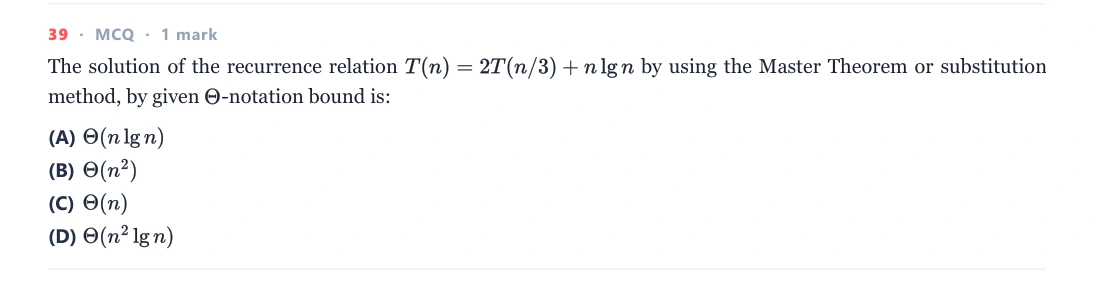 39 · MCQ · 1 mark
The solution of the recurrence relation T(n) = 2T(n/3) + n lg n by using the Master Theorem or substitution
method, by given Θ-notation bound is:
(A) Θ(n lg n)
(B) Θ(n²)
(C) Θ(n)
(D) Θ(n² lg n)